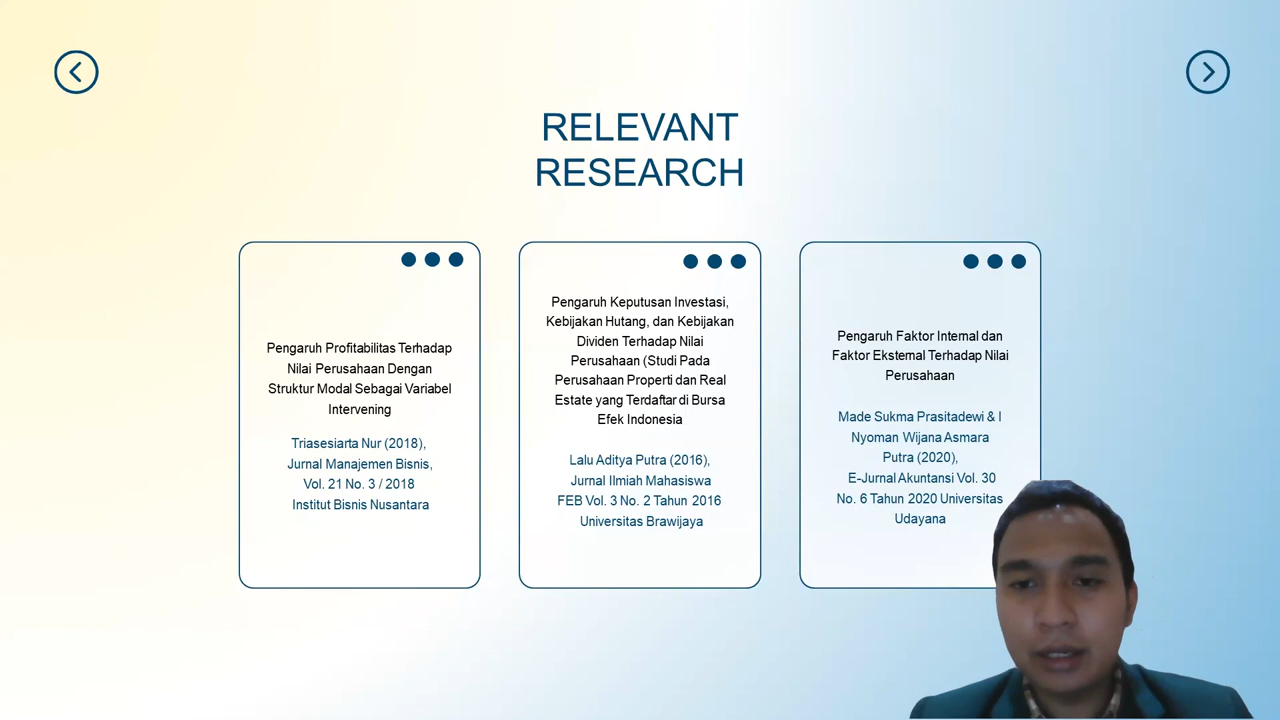 RELEVANT
RESEARCH
Pengaruh Profitabilitas Terhadap
Nilai Perusahaan Dengan
Struktur Modal Sebagai Variabel
Intervening
Triasesiarta Nur (2018),
Jurnal Manajemen Bisnis,
Vol. 21 No. 3 / 2018
Institut Bisnis Nusantara
Pengaruh Keputusan Investasi,
Kebijakan Hutang, dan Kebijakan
Dividen Terhadap Nilai
Perusahaan (Studi Pada
Perusahaan Properti dan Real
Estate yang Terdaftar di Bursa
Efek Indonesia
Lalu Aditya Putra (2016),
Jurnal Ilmiah Mahasiswa
FEB Vol. 3 No. 2 Tahun 2016
Universitas Brawijaya
Pengaruh Faktor Internal dan
Faktor Eksternal Terhadap Nilai
Perusahaan
Made Sukma Prasitadewi & I
Nyoman Wijana Asmara
Putra (2020),
E-Jurnal Akuntansi Vol. 30
No. 6 Tahun 2020 Universitas
Udayana